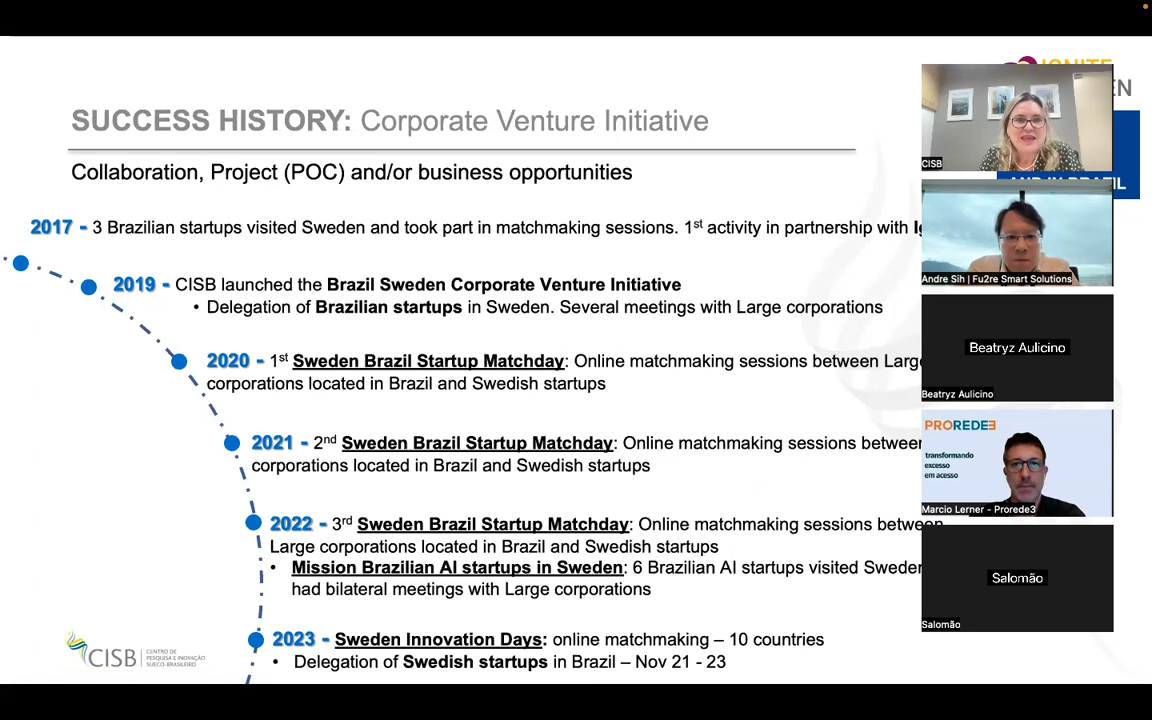 IGNITE
EN
SUCCESS HISTORY: Corporate Venture Initiative
CISB
Collaboration, Project (POC) and/or business opportunities
2017 - 3 Brazilian startups visited Sweden and took part in matchmaking sessions. 1st activity in partnership with
Andre Sih | Fu2re Smart Solutions
2019 - CISB launched the Brazil Sweden Corporate Venture Initiative
• Delegation of Brazilian startups in Sweden. Several meetings with Large corporations
2020 - 1st Sweden Brazil Startup Matchday: Online matchmaking sessions between Large
corporations located in Brazil and Swedish startups
Beatryz Aulicino
Beatryz Aulicino
2021 - 2nd Sweden Brazil Startup Matchday: Online matchmaking sessions between
corporations located in Brazil and Swedish startups
PROREDE3
transformando
excesso
em acesso
Marcio Lerner - Prorede3
2022 - 3rd Sweden Brazil Startup Matchday: Online matchmaking sessions between
Large corporations located in Brazil and Swedish startups
• Mission Brazilian AI startups in Sweden: 6 Brazilian AI startups visited Sweden
had bilateral meetings with Large corporations
Salomão
Salomão
2023 - Sweden Innovation Days: online matchmaking – 10 countries
• Delegation of Swedish startups in Brazil – Nov 21 - 23
CISB
CENTRO DE
PESQUISA E INOVAÇÃO
SUECO-BRASILEIRO